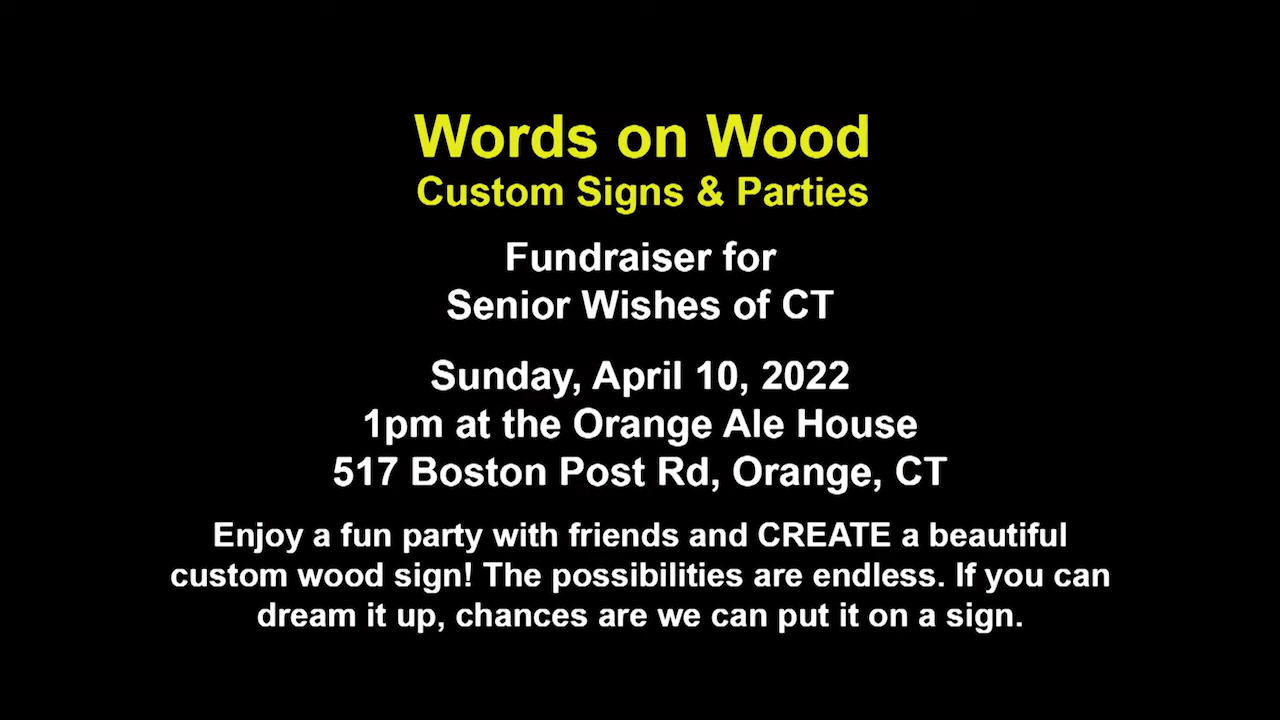 Words on Wood
Custom Signs & Parties
Fundraiser for
Senior Wishes of CT
Sunday, April 10, 2022
1pm at the Orange Ale House
517 Boston Post Rd, Orange, CT
Enjoy a fun party with friends and CREATE a beautiful
custom wood sign! The possibilities are endless. If you can
dream it up, chances are we can put it on a sign.